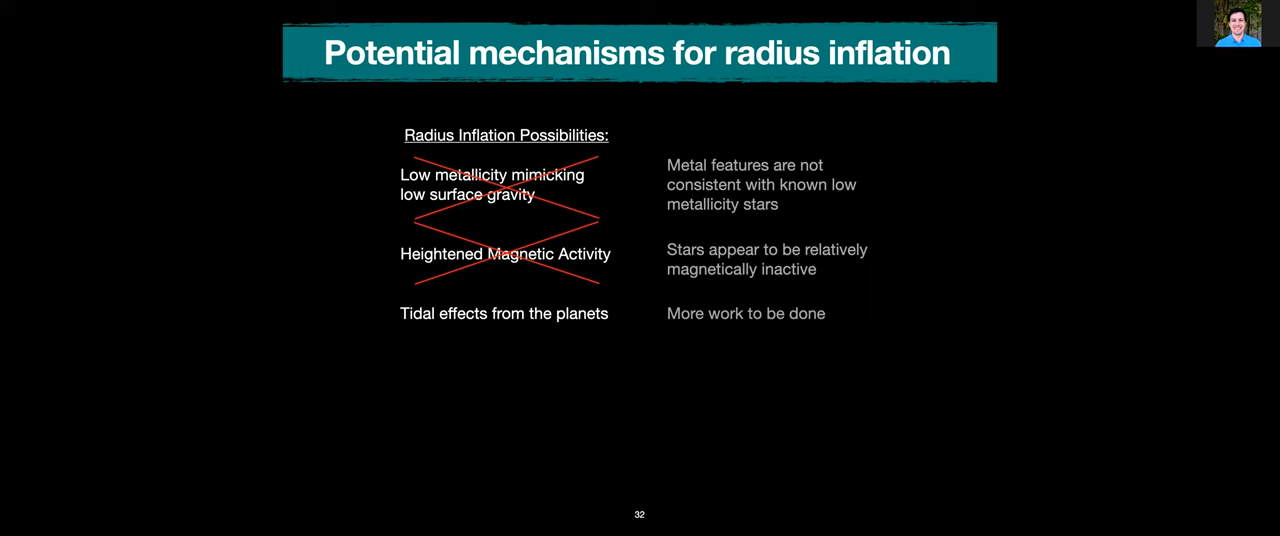 Potential mechanisms for radius inflation
Radius Inflation Possibilities:
Low metallicity mimicking
low surface gravity
Metal features are not
consistent with known low
metallicity stars
Heightened Magnetic Activity
Stars appear to be relatively
magnetically inactive
Tidal effects from the planets
More work to be done
32